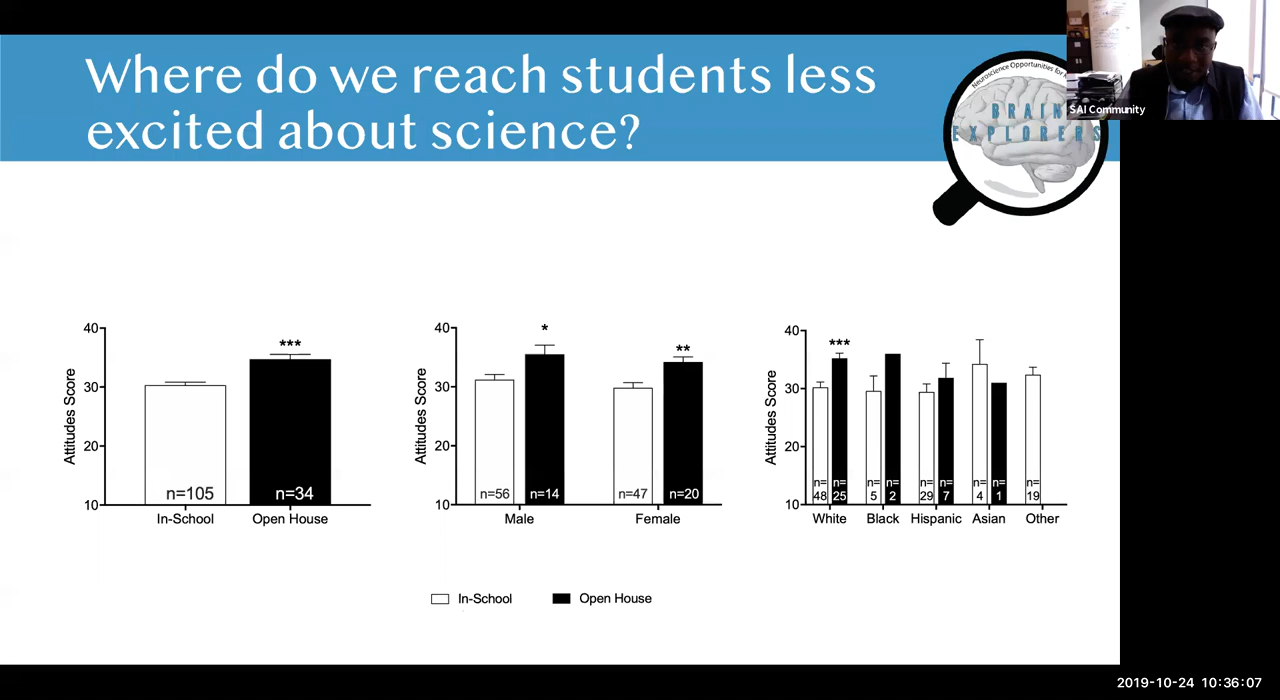 Where do we reach students less
excited about science?
Neuroscience Opportunities for
BRAIN
EXPLORERS
SAI Community
40
30
20
10
Attitudes Score
***
n=105
n=34
In-School
Open House
40
30
20
10
Attitudes Score
*
**
n=56
n=14
n=47
n=20
Male
Female
40
30
20
10
Attitudes Score
***
n= n= n= n= n= n= n= n= n=
48 25 5 2 29 7 4 1 19
White
Black
Hispanic
Asian
Other
In-School
Open House
2019-10-24 10:36:07